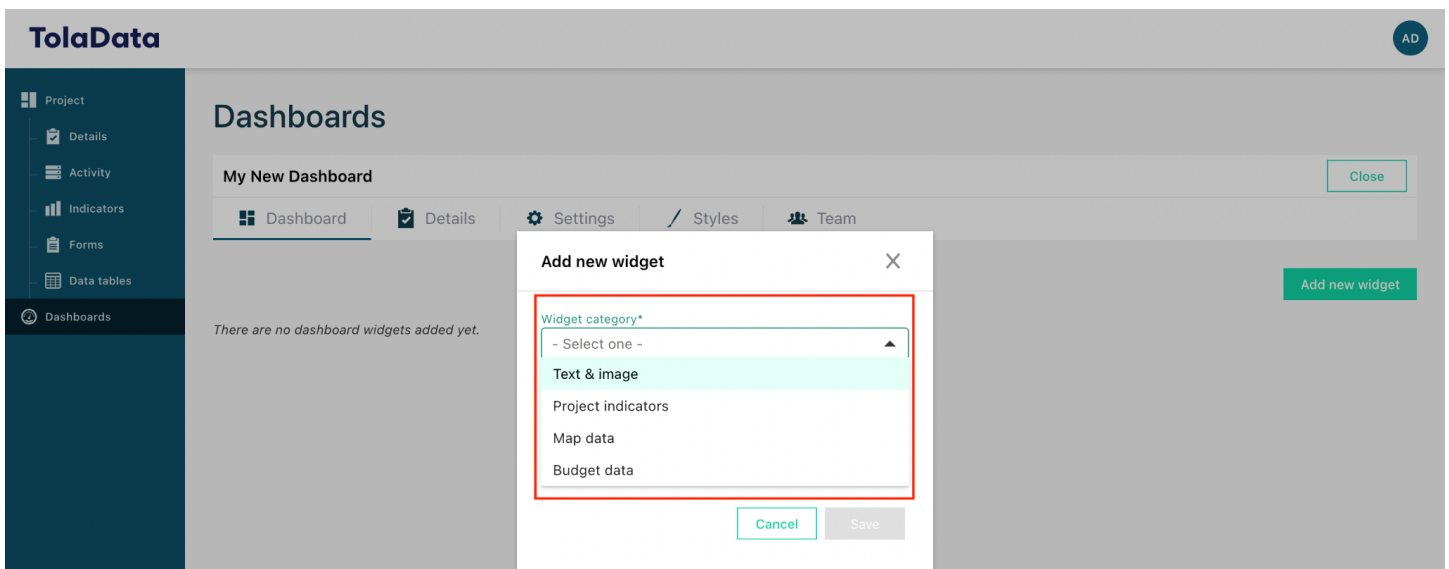 TolaData
AD
Project
Details
Activity
Indicators
Forms
Data tables
Dashboards
Dashboards
My New Dashboard
Close
Dashboard
Details
Settings
Styles
Team
Add new widget
There are no dashboard widgets added yet.
Add new widget
Widget category*
- Select one -
Text & image
Project indicators
Map data
Budget data
Cancel
Save